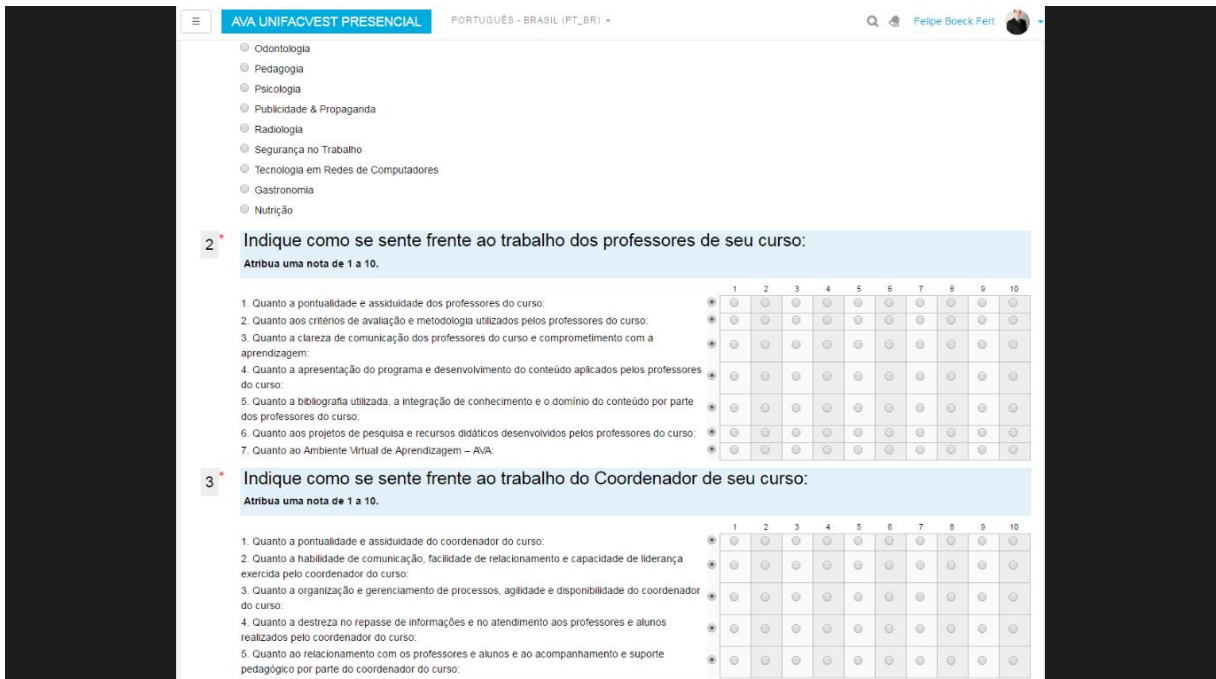 AVA UNIFACVEST PRESENCIAL PORTUGUÊS - BRASIL (PT_BR) Felipe Boeck Fert
Odontologia
Pedagogia
Psicologia
Publicidade & Propaganda
Radiologia
Segurança no Trabalho
Tecnologia em Redes de Computadores
Gastronomia
Nutrição
2 * Indique como se sente frente ao trabalho dos professores de seu curso:
Atribua uma nota de 1 a 10.
1 2 3 4 5 6 7 8 9 10
1. Quanto a pontualidade e assiduidade dos professores do curso:
2. Quanto aos critérios de avaliação e metodologia utilizados pelos professores do curso:
3. Quanto a clareza de comunicação dos professores do curso e comprometimento com a
aprendizagem:
4. Quanto a apresentação do programa e desenvolvimento do conteúdo aplicados pelos professores
do curso:
5. Quanto a bibliografia utilizada, a integração de conhecimento e o domínio do conteúdo por parte
dos professores do curso:
6. Quanto aos projetos de pesquisa e recursos didáticos desenvolvidos pelos professores do curso:
7. Quanto ao Ambiente Virtual de Aprendizagem – AVA:
3 * Indique como se sente frente ao trabalho do Coordenador de seu curso:
Atribua uma nota de 1 a 10.
1 2 3 4 5 6 7 8 9 10
1. Quanto a pontualidade e assiduidade do coordenador do curso:
2. Quanto a habilidade de comunicação, facilidade de relacionamento e capacidade de liderança
exercida pelo coordenador do curso:
3. Quanto a organização e gerenciamento de processos, agilidade e disponibilidade do coordenador
do curso:
4. Quanto a destreza no repasse de informações e no atendimento aos professores e alunos
realizados pelo coordenador do curso:
5. Quanto ao relacionamento com os professores e alunos e ao acompanhamento e suporte
pedagógico por parte do coordenador do curso: